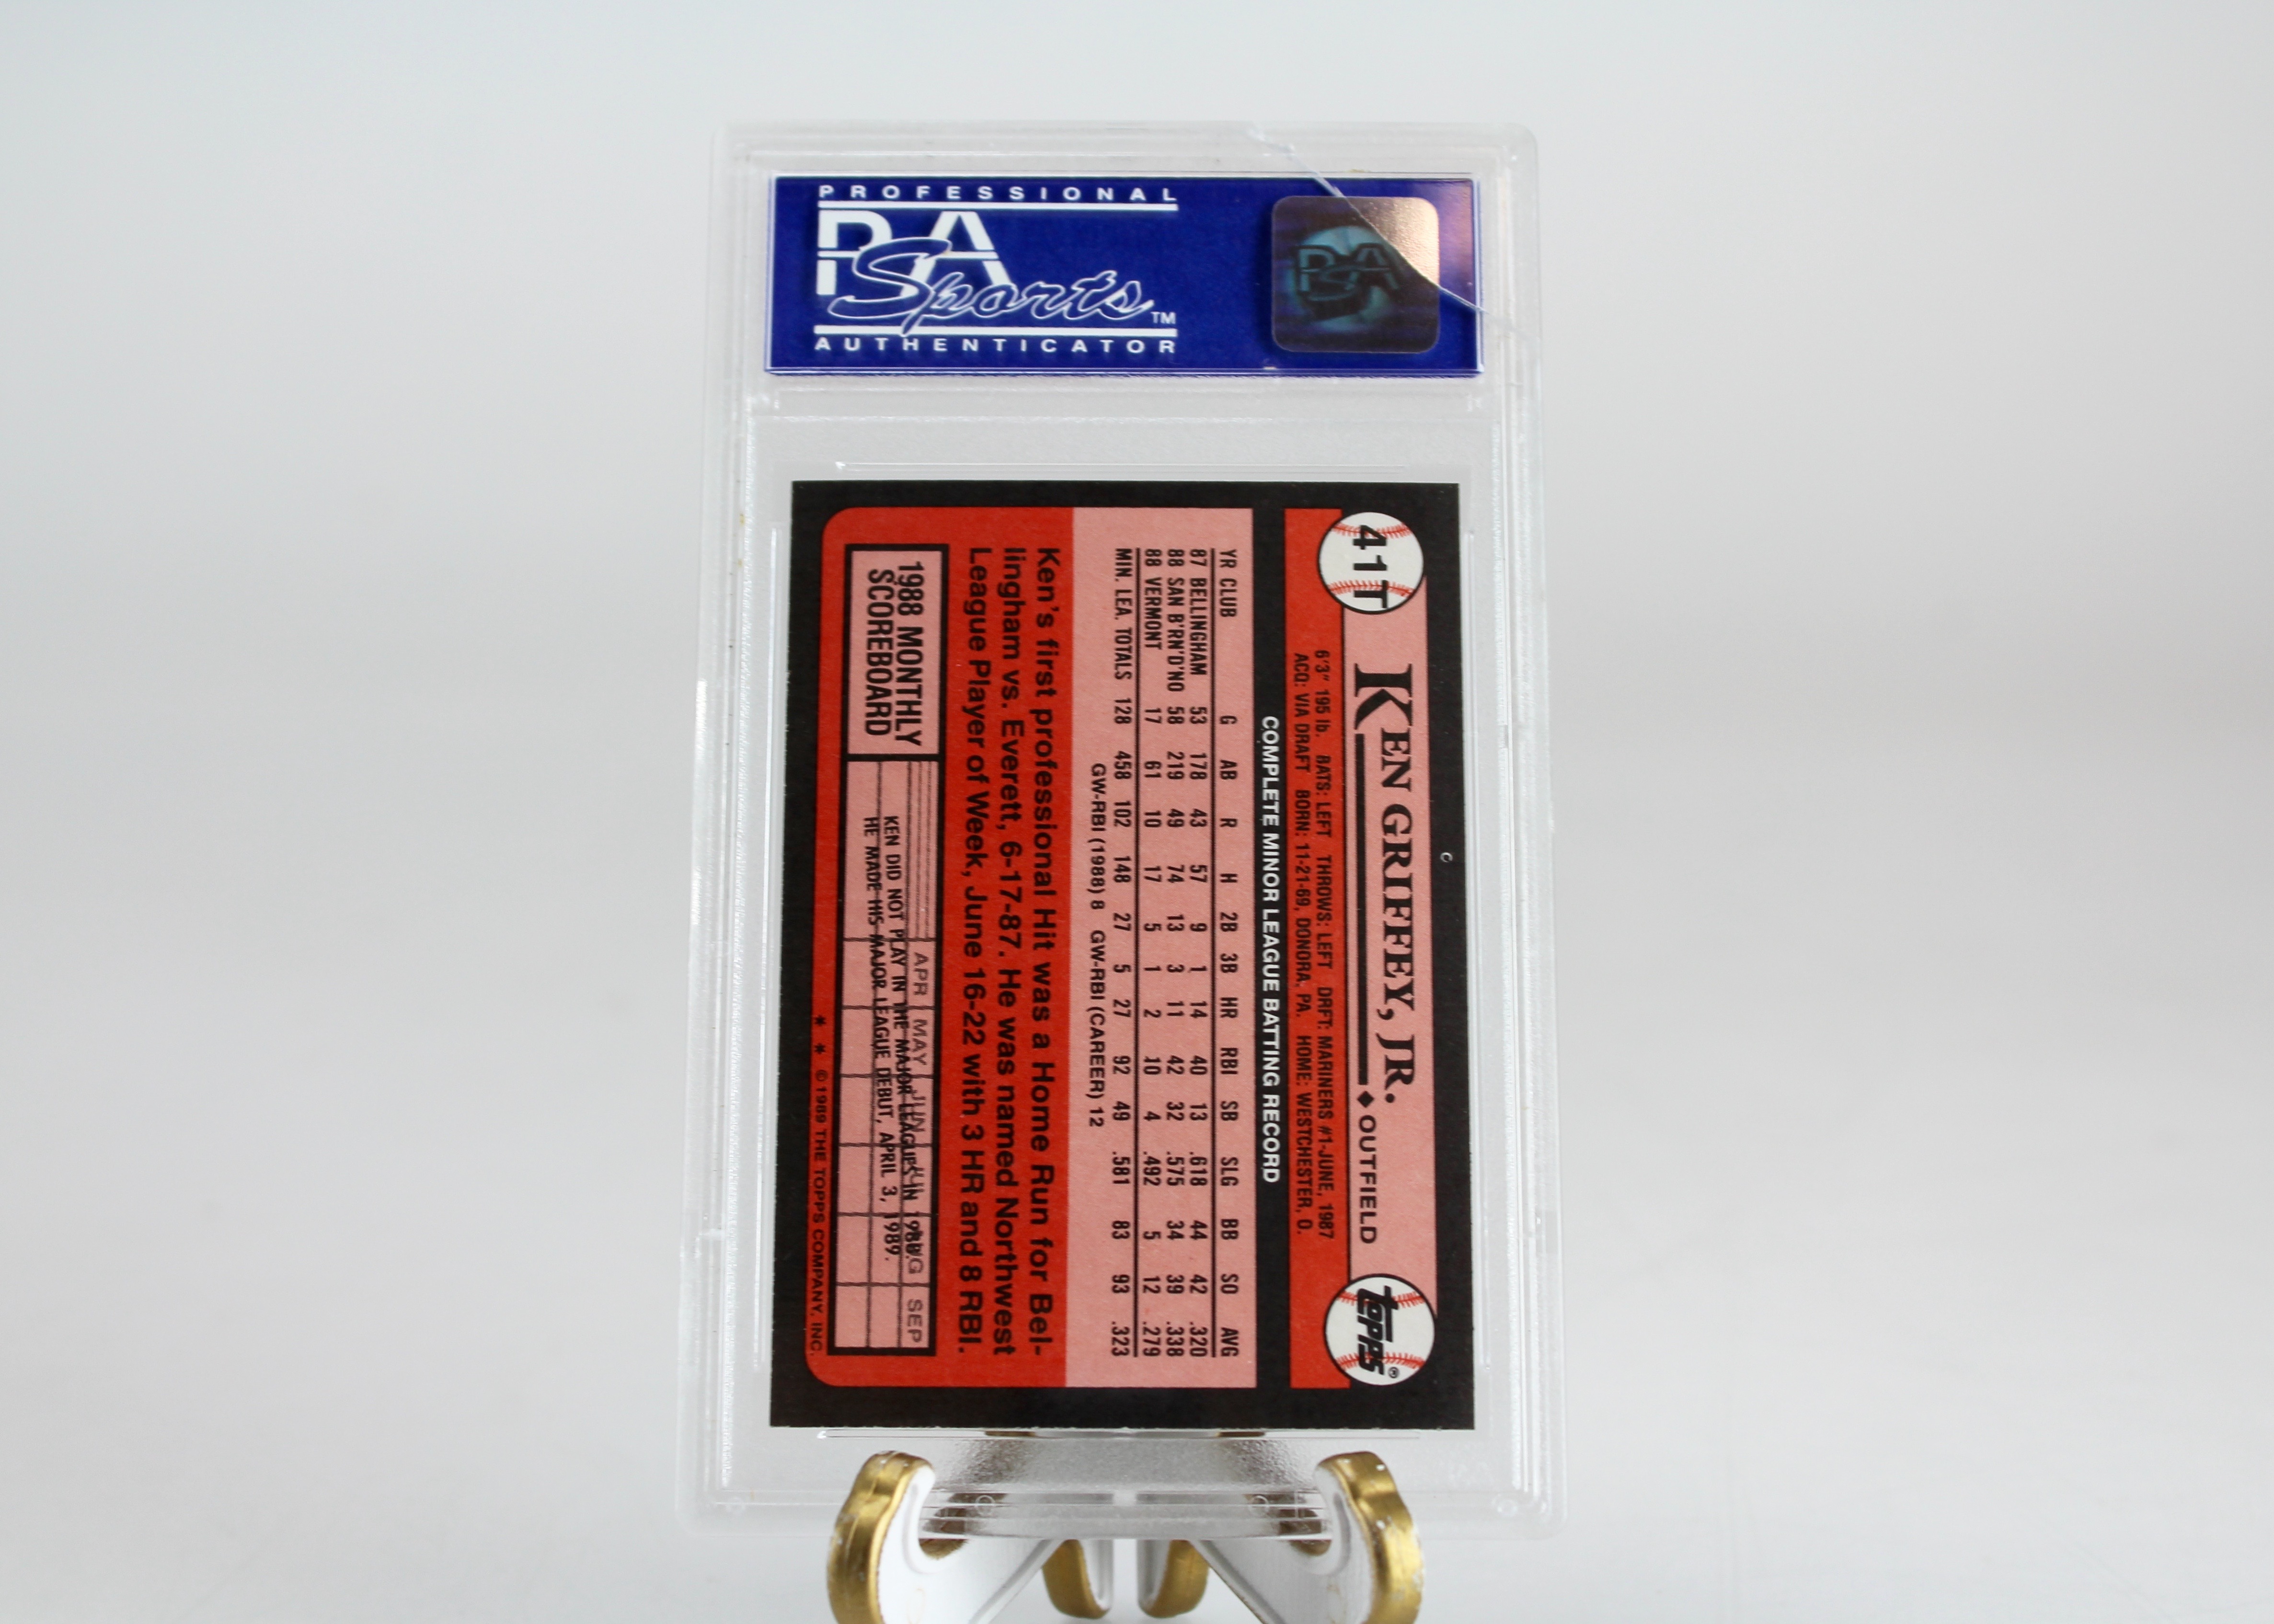 PROFESSIONAL
PSA
Sports™
AUTHENTICATOR
PSA
41T
KEN GRIFFEY, JR. ◆ OUTFIELD
topps®
6'3" 195 lb. BATS: LEFT THROWS: LEFT DRFT: MARINERS #1-JUNE, 1987
ACQ: VIA DRAFT BORN: 11-21-69, DONORA, PA. HOME: WESTCHESTER, O.
C
COMPLETE MINOR LEAGUE BATTING RECORD
YR CLUB G AB R H 2B 3B HR RBI SB SLG BB SO AVG
87 BELLINGHAM 53 178 43 57 9 1 14 40 13 .618 44 42 .320
88 SAN B'RN'D'NO 58 219 49 74 13 3 11 42 32 .575 34 39 .338
88 VERMONT 17 61 10 17 5 1 2 10 4 .492 5 12 .279
MIN. LEA. TOTALS 128 458 102 148 27 5 27 92 49 .581 83 93 .323
GW-RBI (1988) 8 GW-RBI (CAREER) 12
Ken's first professional Hit was a Home Run for Bel-
lingham vs. Everett, 6-17-87. He was named Northwest
League Player of Week, June 16-22 with 3 HR and 8 RBI.
1988 MONTHLY
SCOREBOARD
APR MAY JUN JUL AUG SEP
KEN DID NOT PLAY IN THE MAJOR LEAGUES IN 1988.
HE MADE HIS MAJOR LEAGUE DEBUT, APRIL 3, 1989.
* * © 1989 THE TOPPS COMPANY, INC.